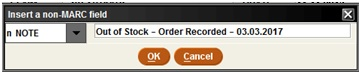 Insert a non-MARC field
n NOTE Out of Stock – Order Recorded – 03.03.2017
OK Cancel